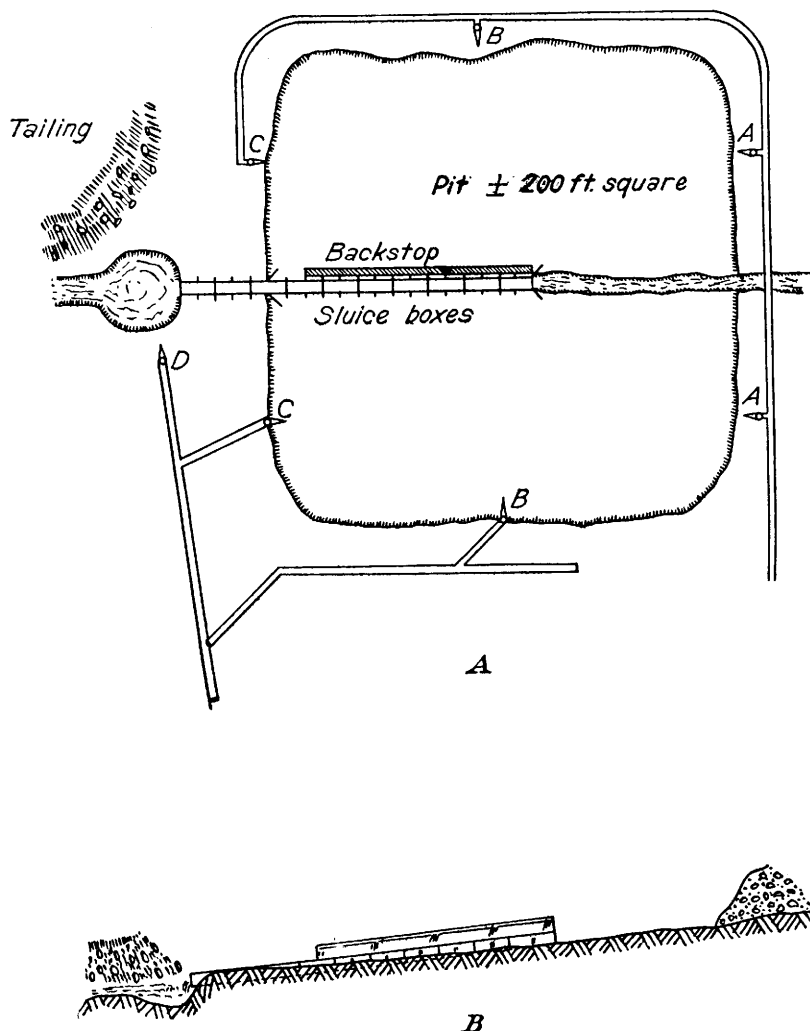 B
Tailing
C
A
Pit ± 200 ft. square
Backstop
Sluice boxes
D
C
A
B
A
B